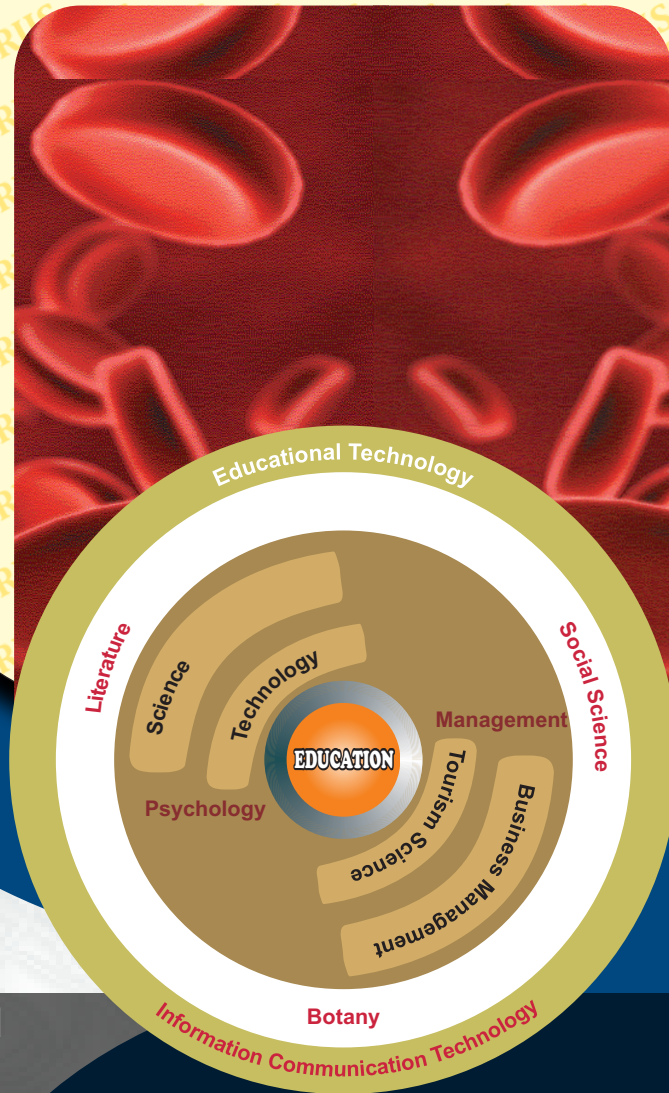 Educational Technology
Literature
Social Science
Science
Technology
Management
EDUCATION
Psychology
Tourism Science
Business Management
Botany
Information Communication Technology